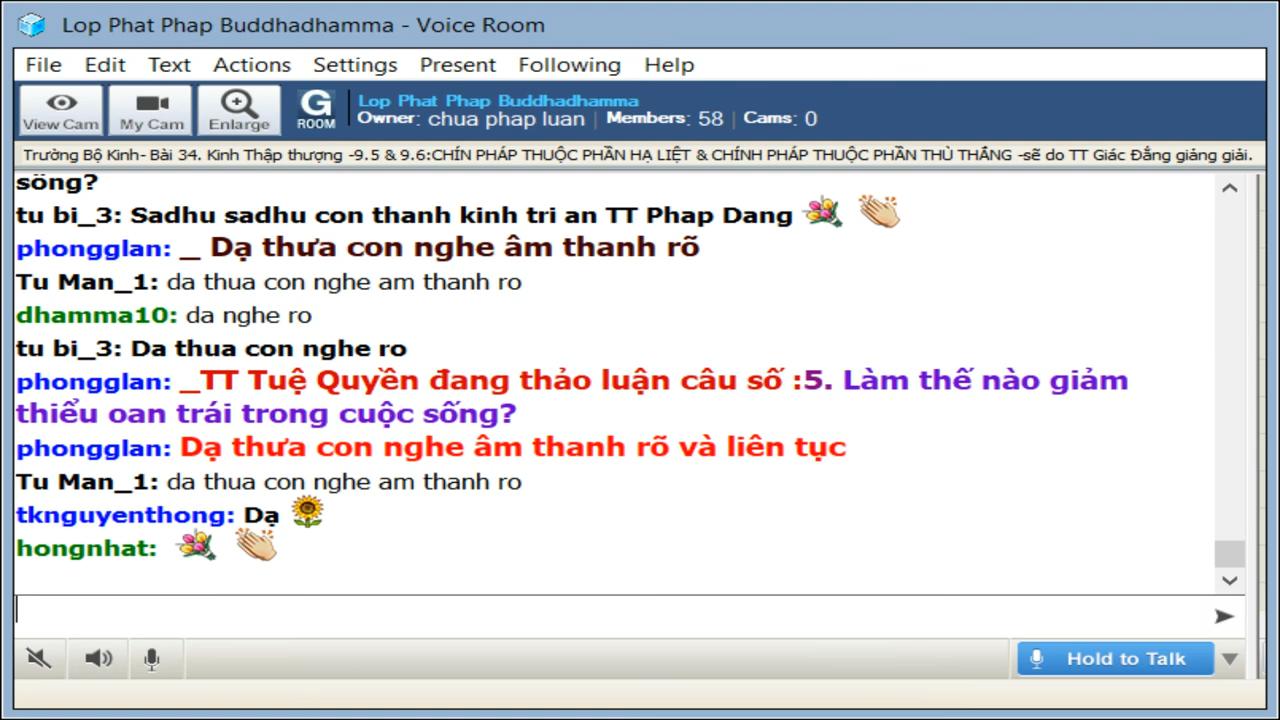 Lop Phat Phap Buddhadhamma - Voice Room
File Edit Text Actions Settings Present Following Help
View Cam My Cam Enlarge G ROOM
Lop Phat Phap Buddhadhamma
Owner: chua phap luan | Members: 58 | Cams: 0
Trường Bộ Kinh- Bài 34. Kinh Thập thượng -9.5 & 9.6:CHÍN PHÁP THUỘC PHẦN HẠ LIỆT & CHÍNH PHÁP THUỘC PHẦN THÙ THẮNG -sẽ do TT Giác Đẳng giảng giải.
sống?
tu bi_3: Sadhu sadhu con thanh kinh tri an TT Phap Dang
phongglan: _ Dạ thưa con nghe âm thanh rõ
Tu Man_1: da thua con nghe am thanh ro
dhamma10: da nghe ro
tu bi_3: Da thua con nghe ro
phongglan: _TT Tuệ Quyền đang thảo luận câu số :5. Làm thế nào giảm
thiểu oan trái trong cuộc sống?
phongglan: Dạ thưa con nghe âm thanh rõ và liên tục
Tu Man_1: da thua con nghe am thanh ro
tknguyenthong: Dạ
hongnhat:
Hold to Talk